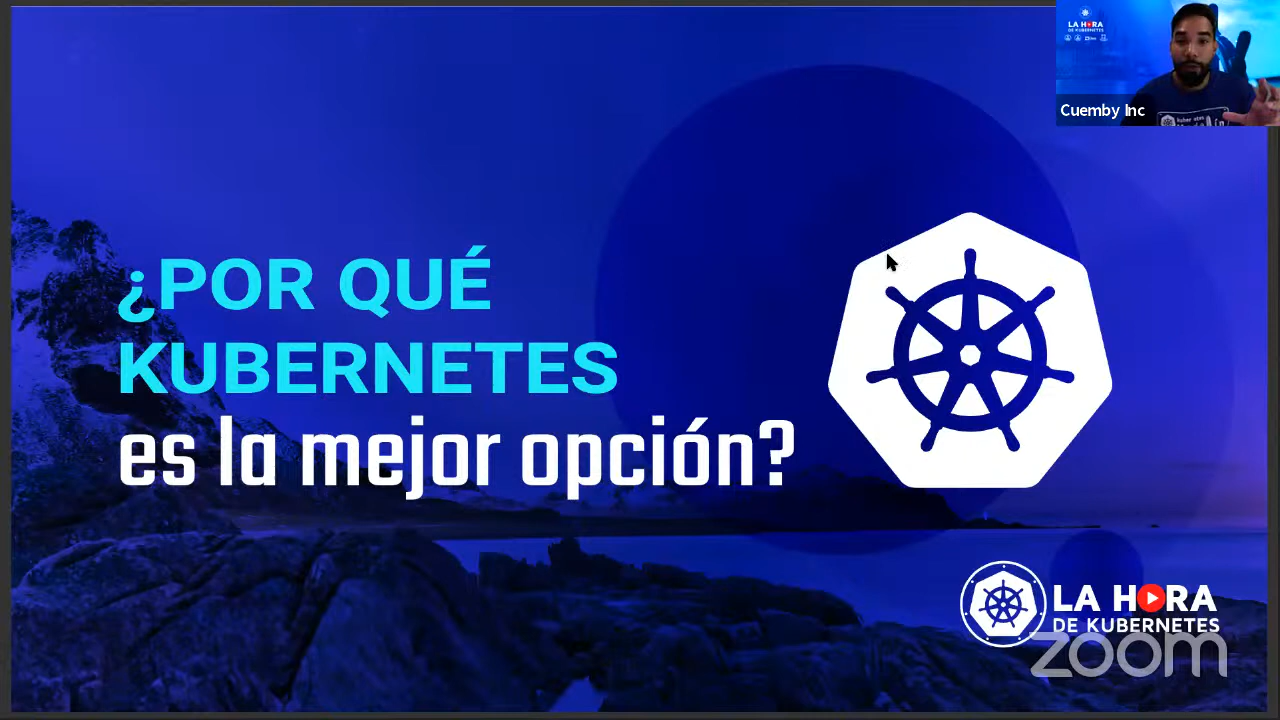 ¿POR QUÉ
KUBERNETES
es la mejor opción?
LA HORA
DE KUBERNETES
zoom
LA HORA
DE KUBERNETES
Cuemby Inc